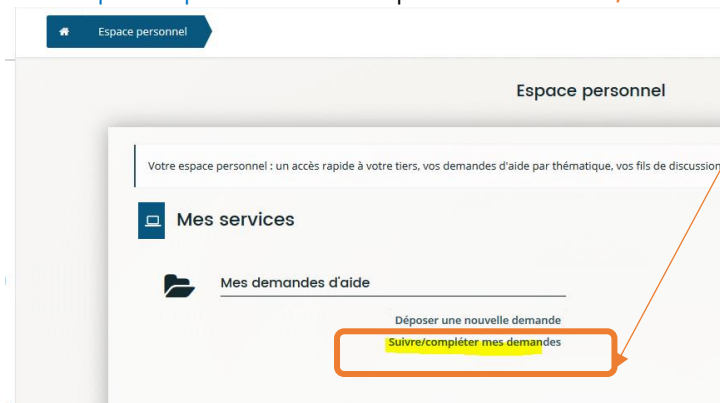 Espace personnel
Espace personnel
Votre espace personnel : un accès rapide à votre tiers, vos demandes d'aide par thématique, vos fils de discussion
Mes services
Mes demandes d'aide
Déposer une nouvelle demande
Suivre/compléter mes demandes